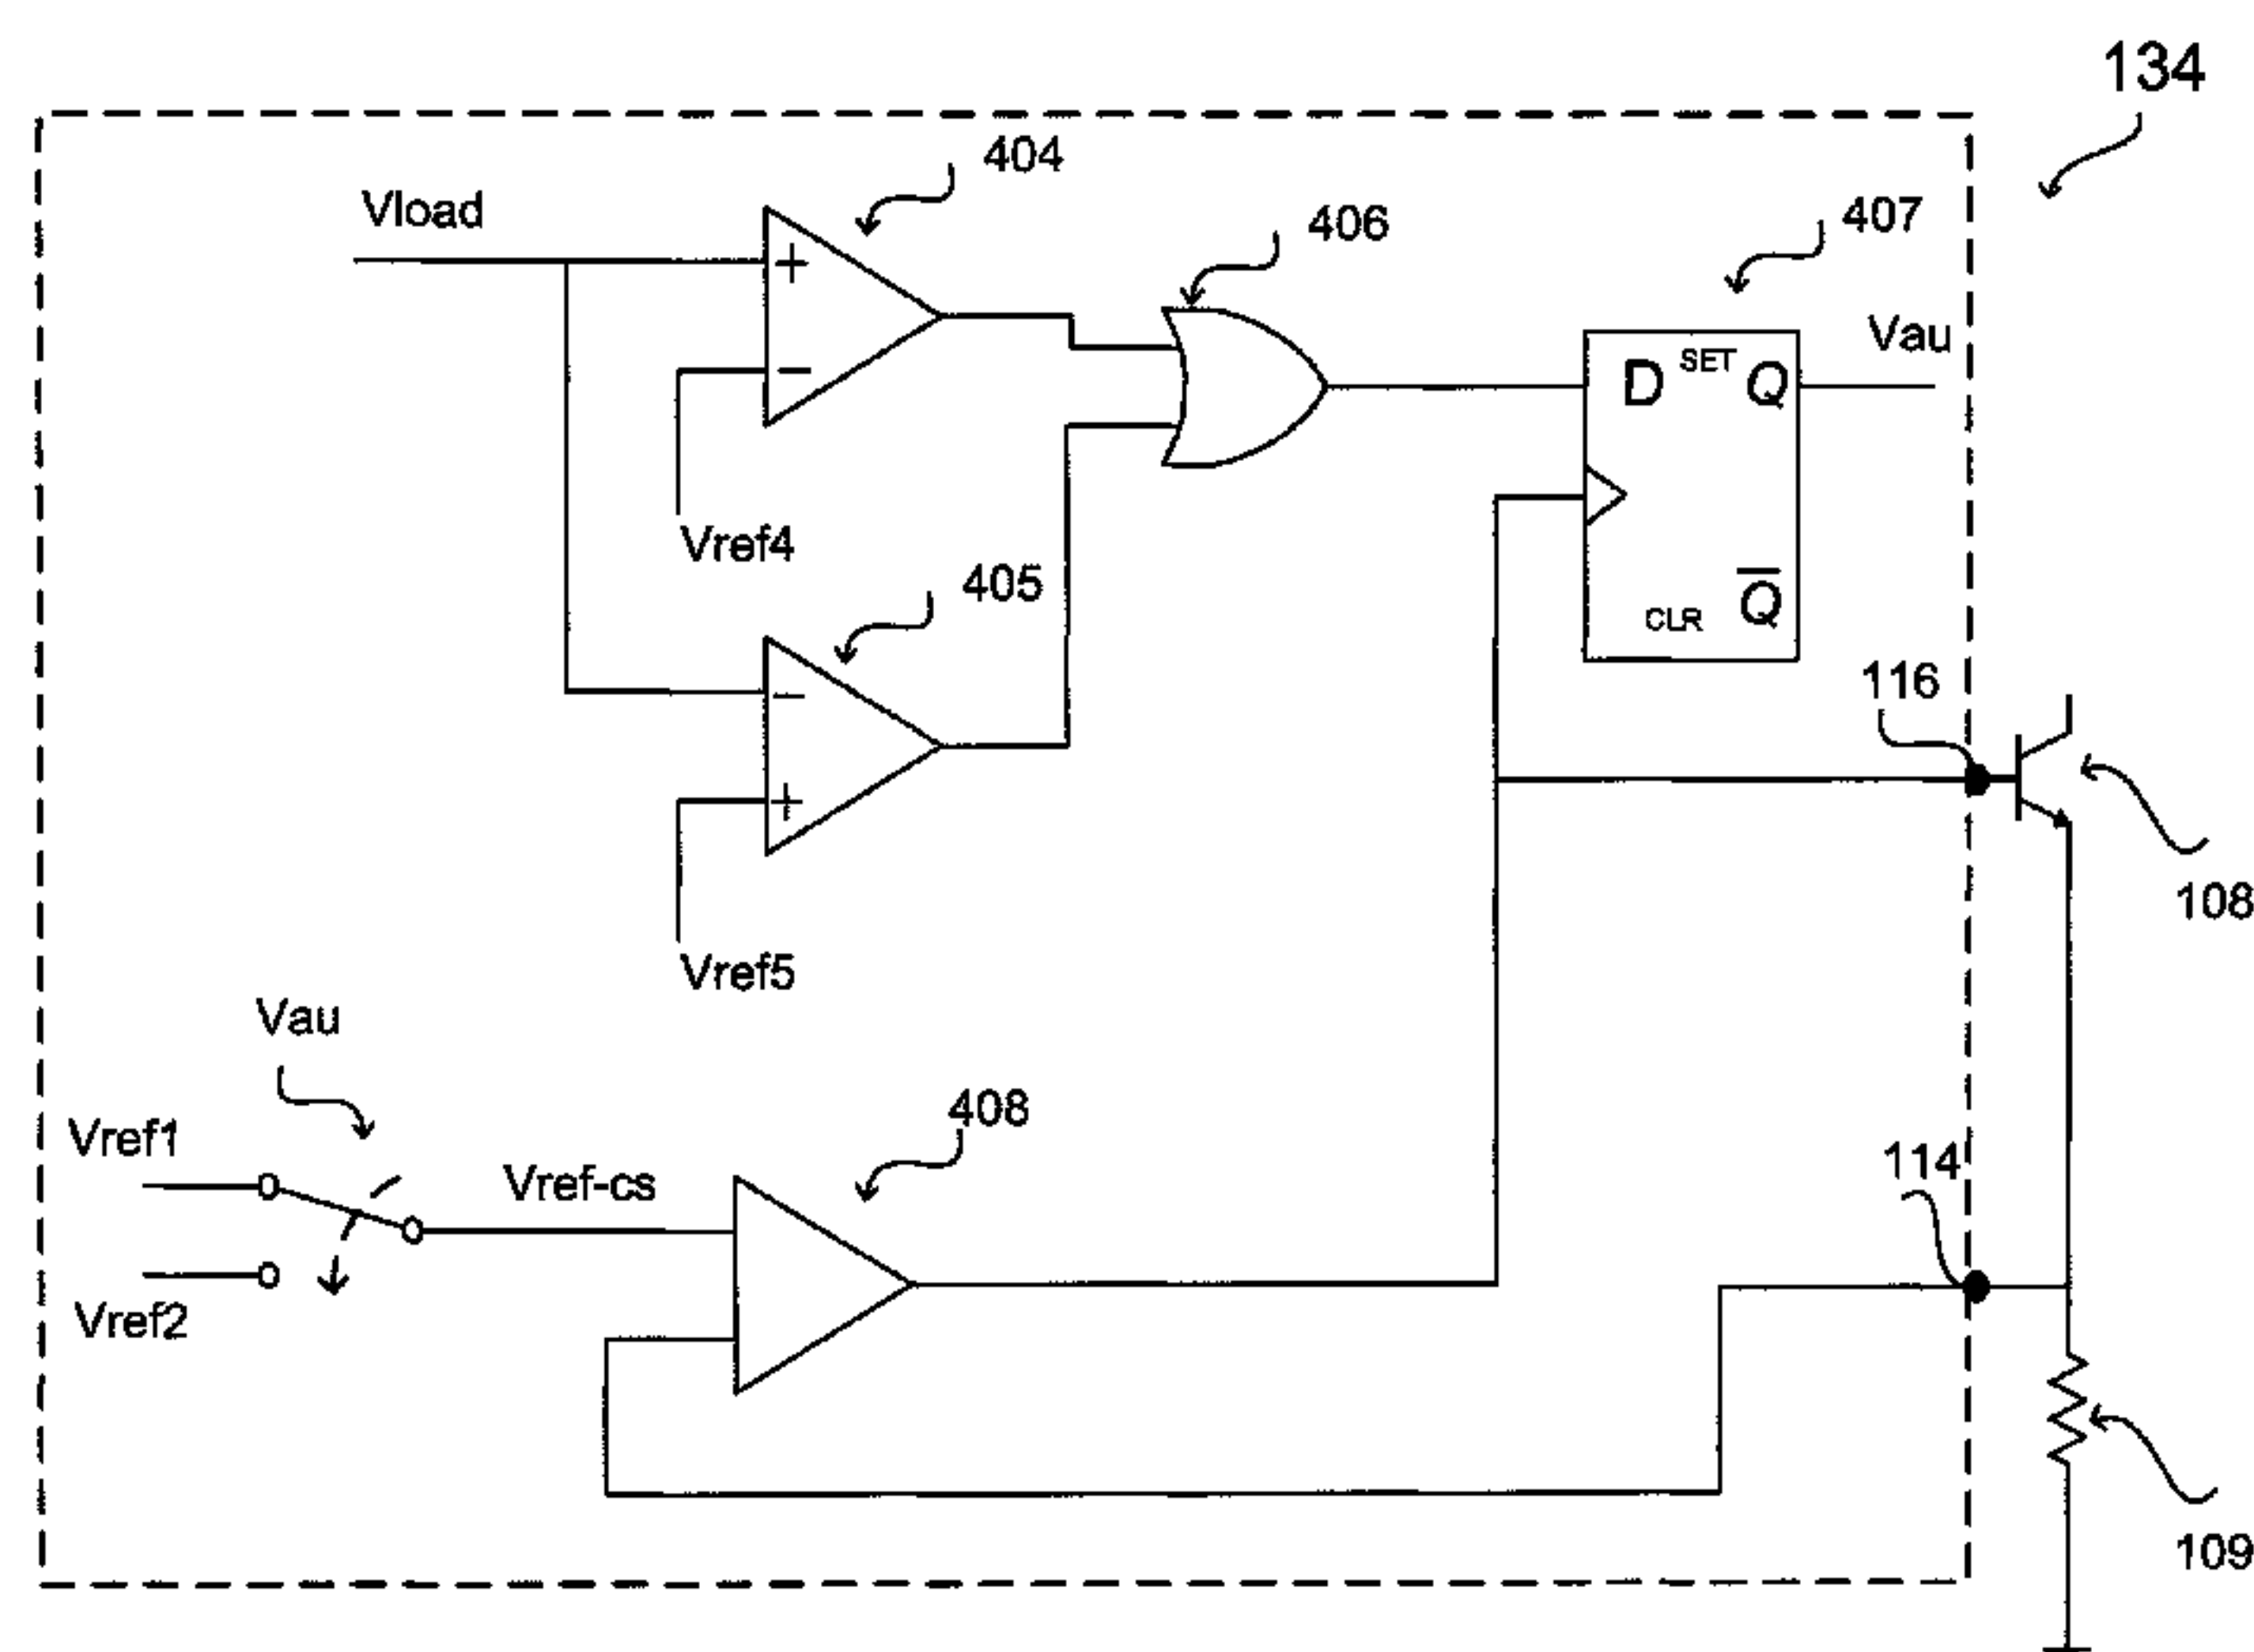 134
404
Vload
406
407
+
Vau
−
D SET Q
Vref4
405
Q
CLR
−
116
+
108
Vref5
Vau
408
Vref1
114
Vref-cs
Vref2
109